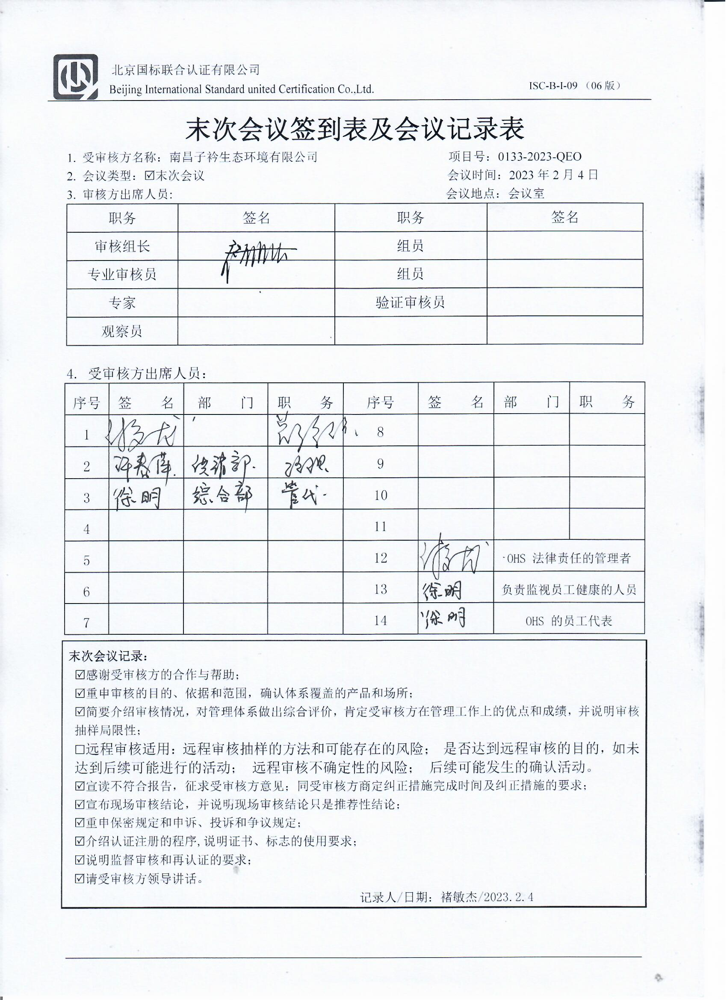 北京国标联合认证有限公司
Beijing International Standard united Certification Co.,Ltd.
ISC-B-I-09 （06 版）
末次会议签到表及会议记录表
1. 受审核方名称：南昌子衿生态环境有限公司 项目号：0133-2023-QEO
2. 会议类型：☑末次会议 会议时间：2023 年 2 月 4 日
3. 审核方出席人员: 会议地点：会议室
职务 签名 职务 签名
审核组长 组员
专业审核员 组员
专家 验证审核员
观察员
4. 受审核方出席人员：
序号 签 名 部 门 职 务 序号 签 名 部 门 职 务
1 8
2 许春萍 供销部 9
3 徐明 综合部 管代 10
4 11
5 12 OHS 法律责任的管理者
6 13 徐明 负责监视员工健康的人员
7 14 徐明 OHS 的员工代表
末次会议记录：
☑感谢受审核方的合作与帮助；
☑重申审核的目的、依据和范围，确认体系覆盖的产品和场所；
☑简要介绍审核情况，对管理体系做出综合评价，肯定受审核方在管理工作上的优点和成绩，并说明审核
抽样局限性；
☐远程审核适用：远程审核抽样的方法和可能存在的风险； 是否达到远程审核的目的，如未
达到后续可能进行的活动； 远程审核不确定性的风险； 后续可能发生的确认活动。
☑宣读不符合报告，征求受审核方意见；同受审核方商定纠正措施完成时间及纠正措施的要求；
☑宣布现场审核结论，并说明现场审核结论只是推荐性结论；
☑重申保密规定和申诉、投诉和争议规定；
☑介绍认证注册的程序,说明证书、标志的使用要求；
☑说明监督审核和再认证的要求；
☑请受审核方领导讲话。
记录人/日期：褚敏杰/2023.2.4